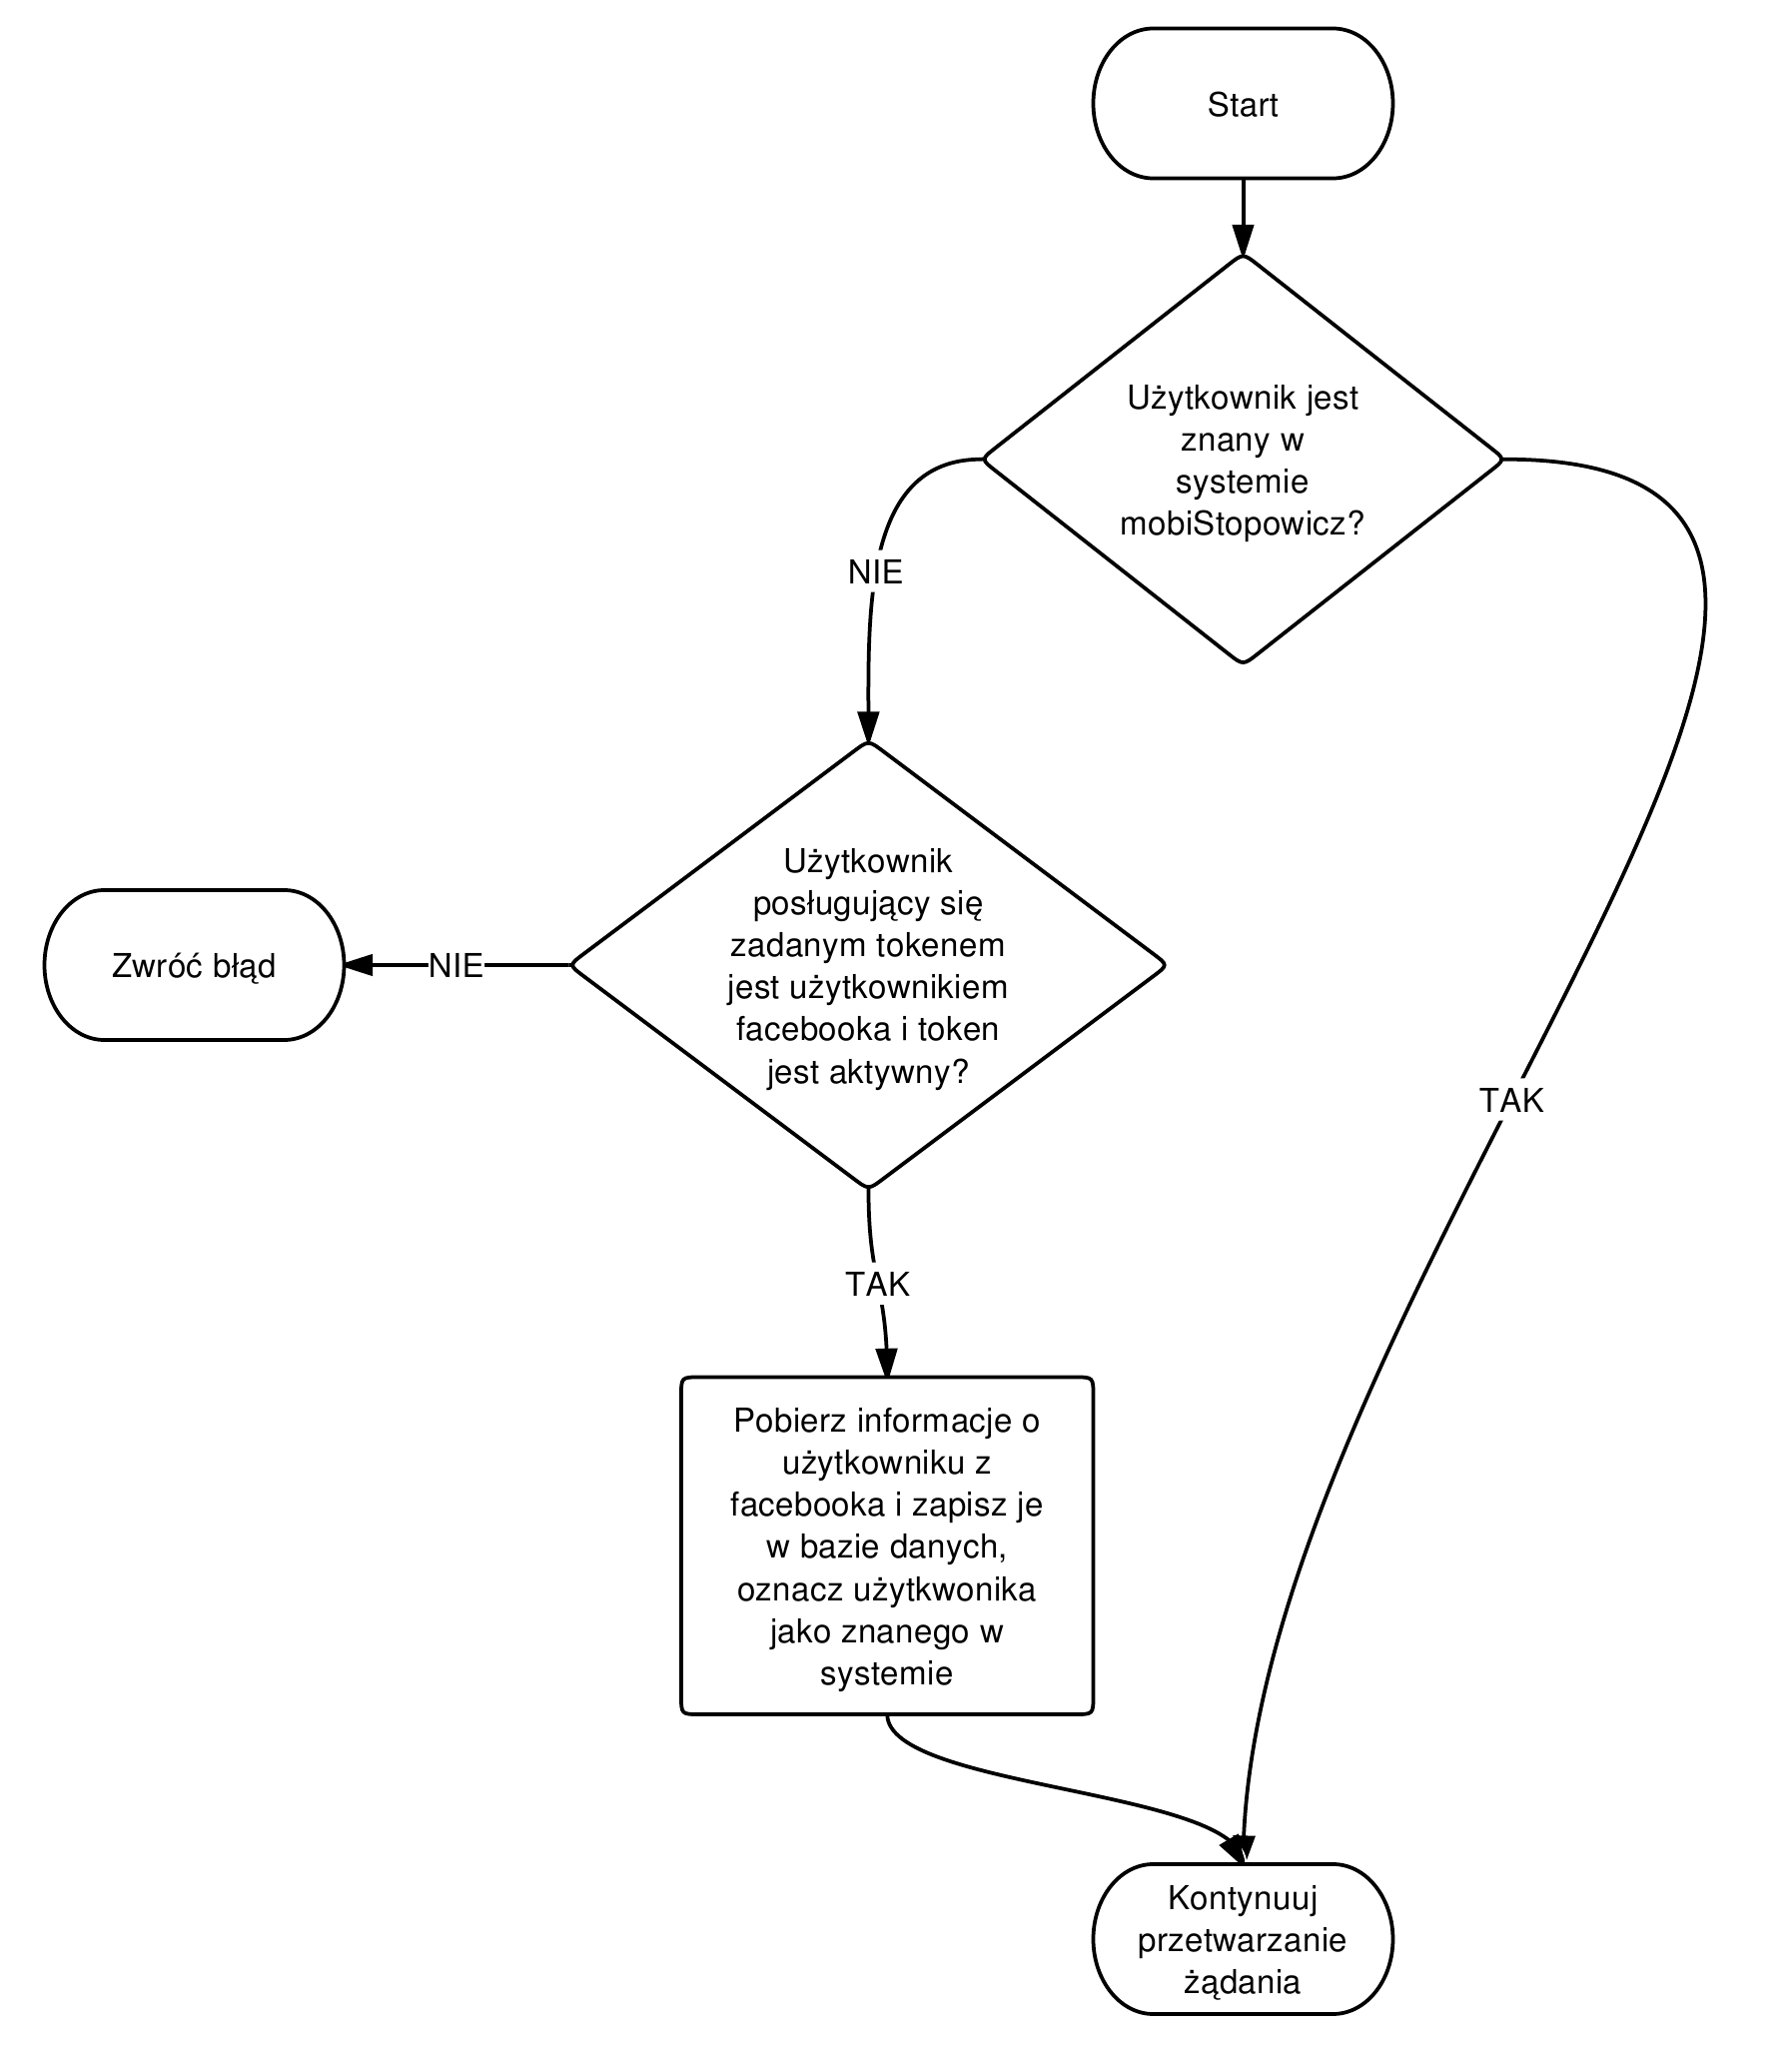 Start
Użytkownik jest
znany w
systemie
mobiStopowicz?
NIE
Użytkownik
posługujący się
zadanym tokenem
jest użytkownikiem
facebooka i token
jest aktywny?
NIE
Zwróć błąd
TAK
TAK
Pobierz informacje o
użytkowniku z
facebooka i zapisz je
w bazie danych,
oznacz użytkwonika
jako znanego w
systemie
Kontynuuj
przetwarzanie
żądania